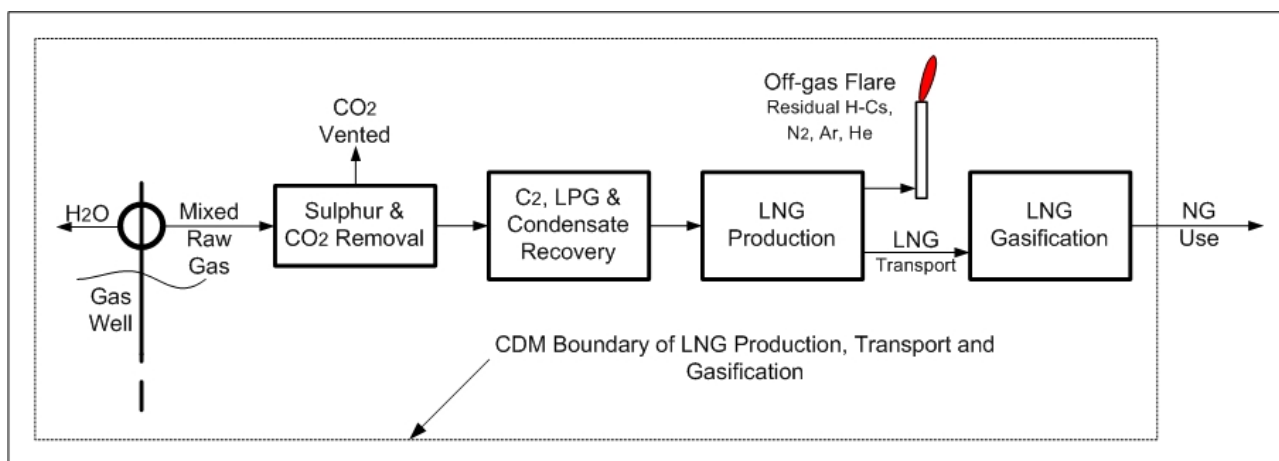 Off-gas Flare
Residual H-Cs,
N2, Ar, He
CO2
Vented
H2O
Mixed
Raw
Gas
Sulphur &
CO2 Removal
C2, LPG &
Condensate
Recovery
LNG
Production
LNG
Transport
LNG
Gasification
NG
Use
Gas
Well
CDM Boundary of LNG Production, Transport and
Gasification